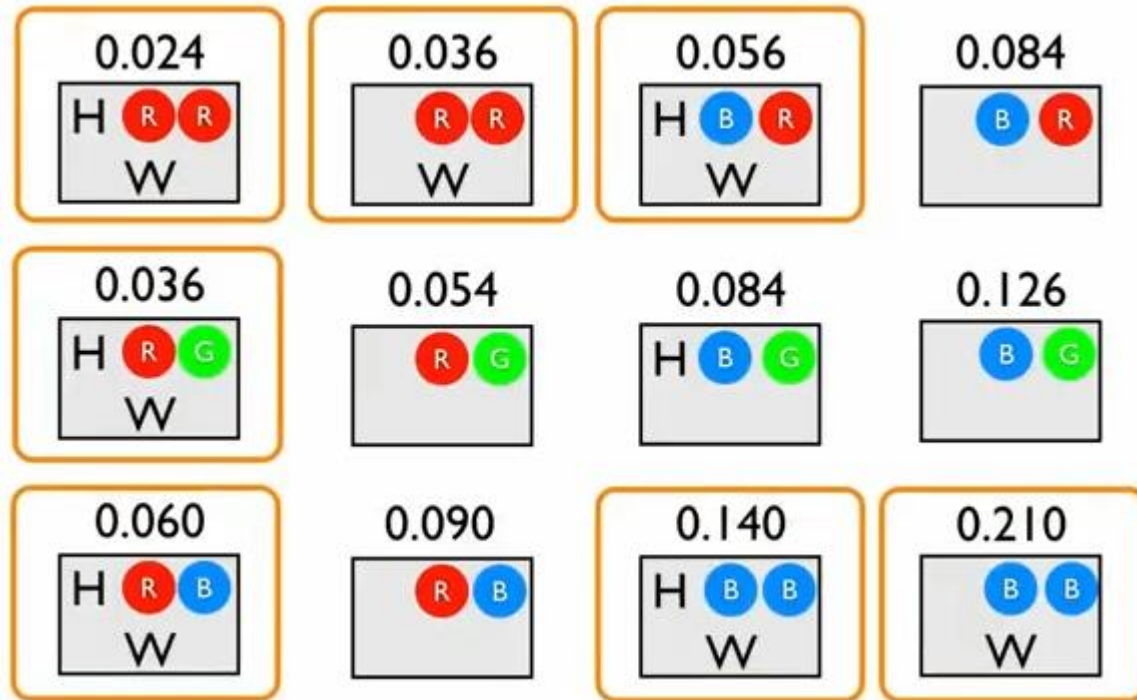 0.024 0.036 0.056 0.084
H R R R R H B R B R
W W W
0.036 0.054 0.084 0.126
H R G R G H B G B G
W
0.060 0.090 0.140 0.210
H R B R B H B B B B
W W W